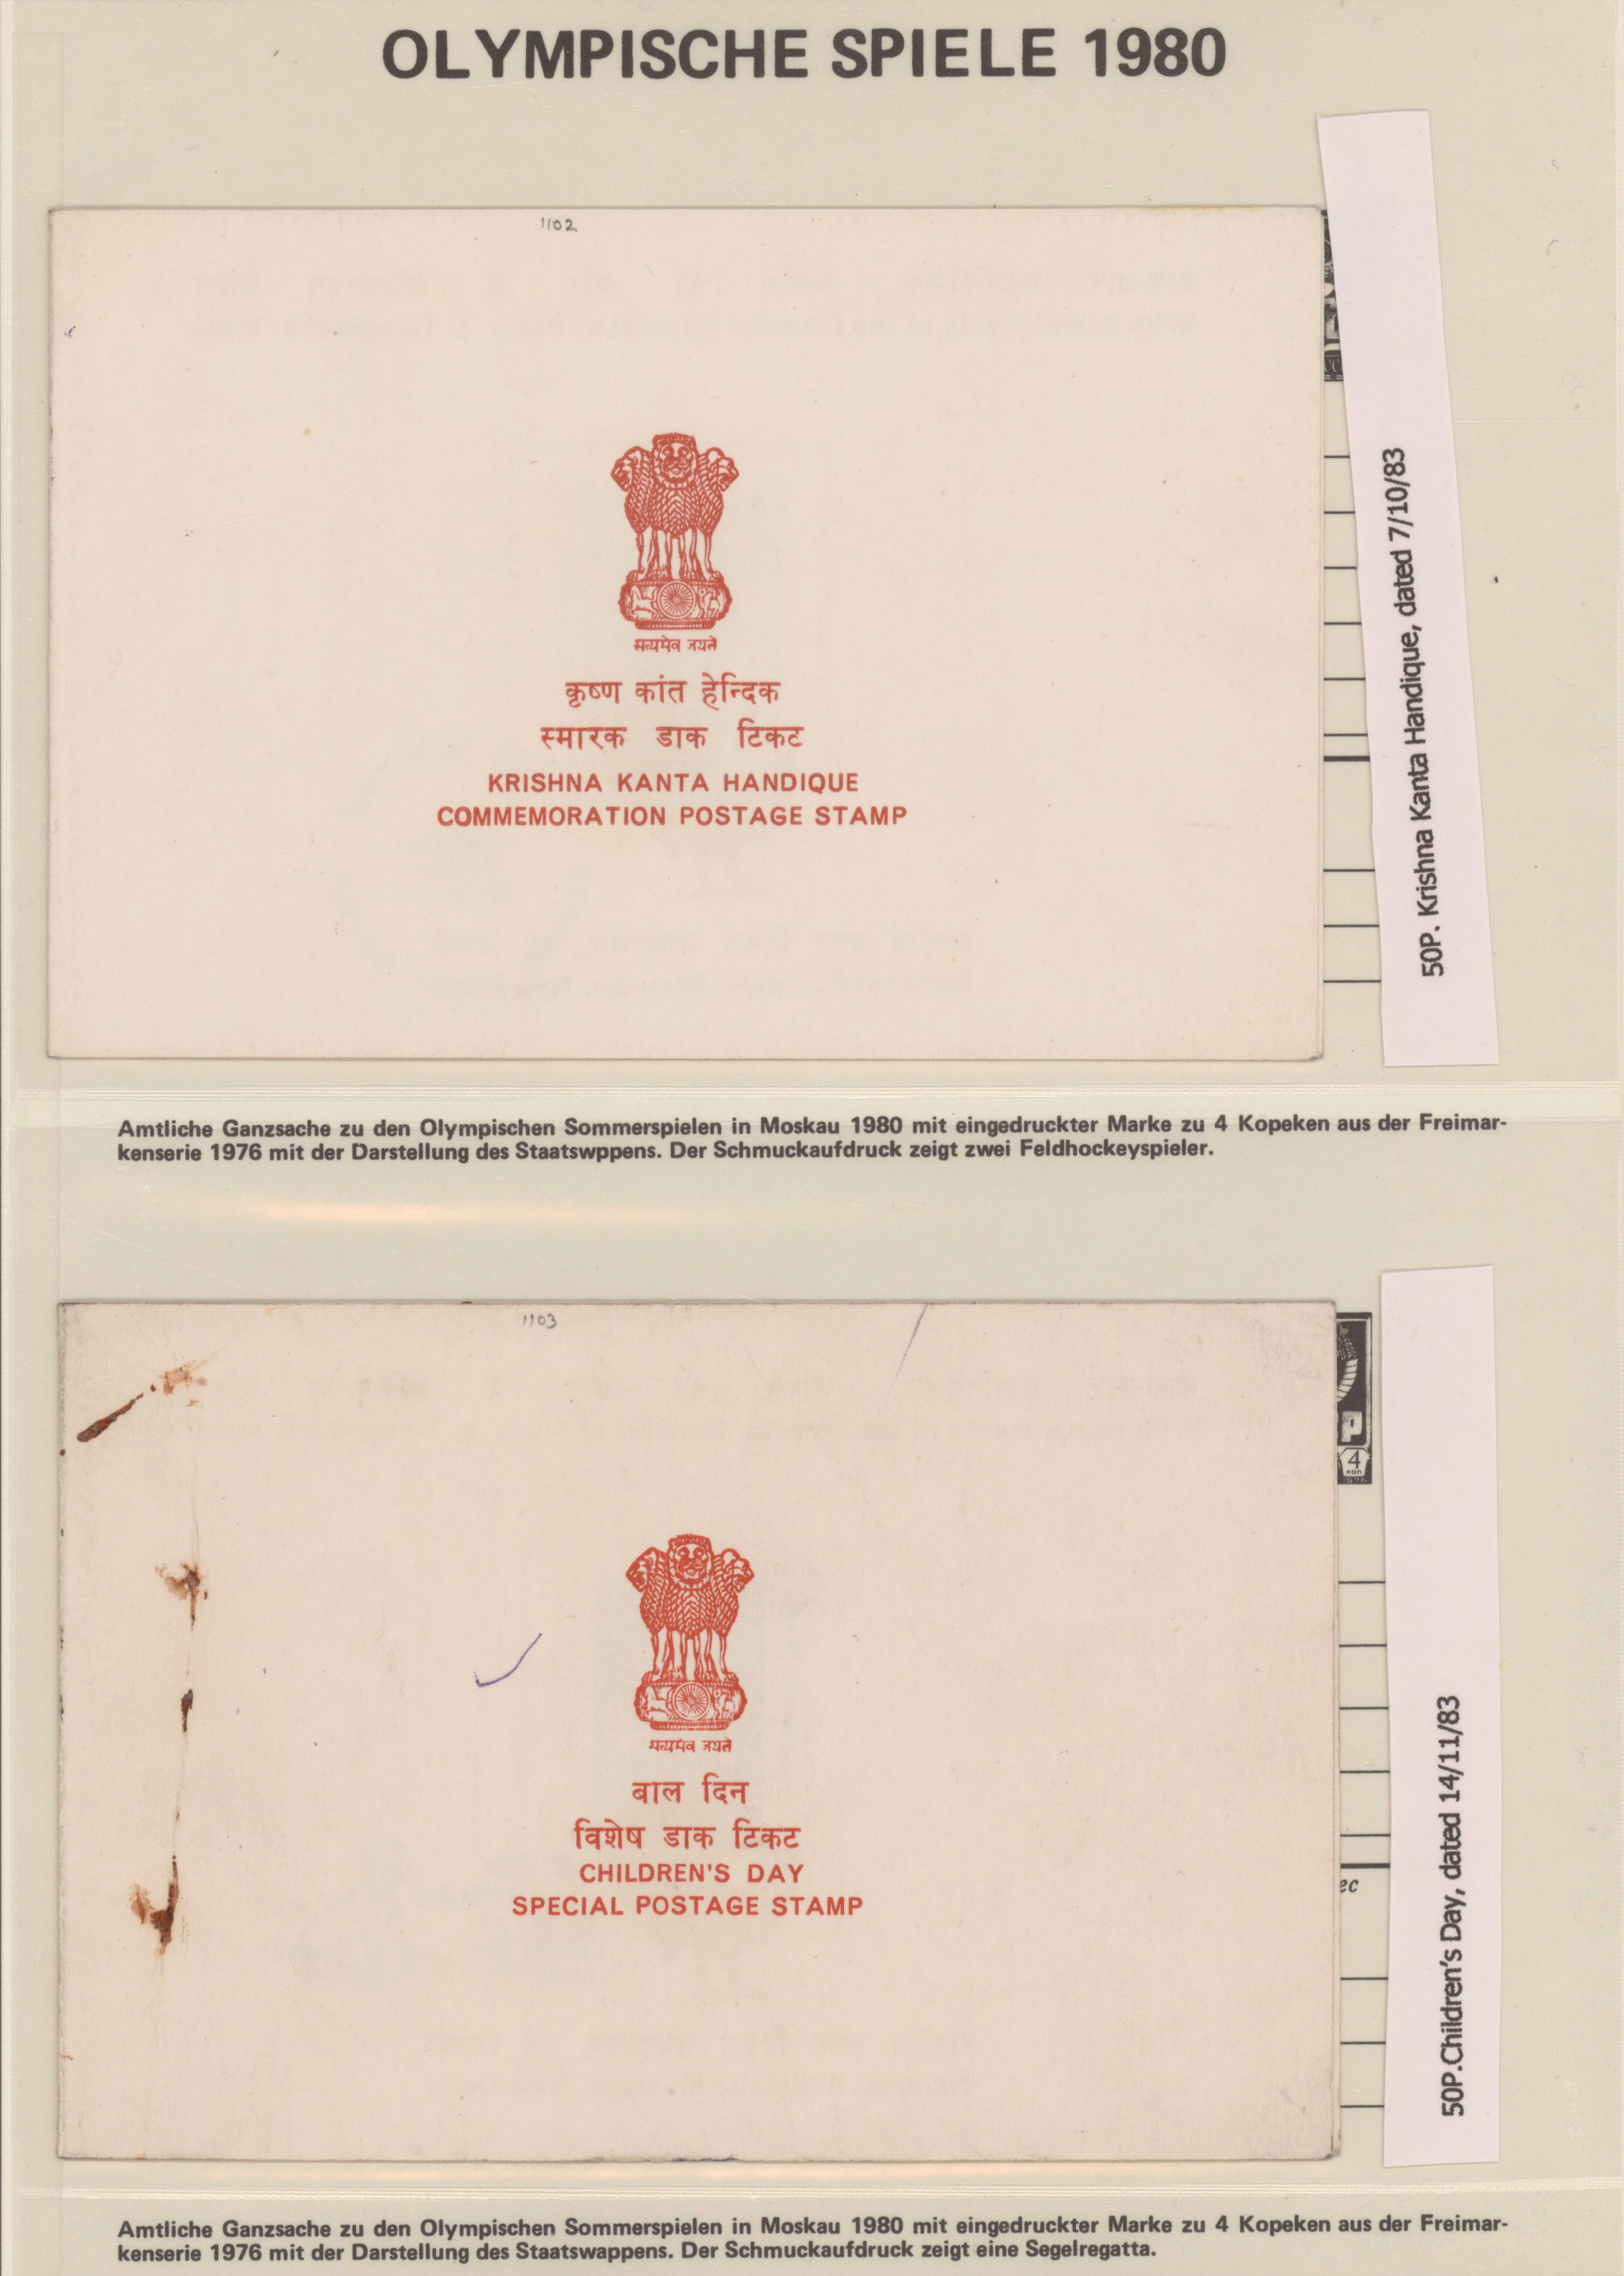 OLYMPISCHE SPIELE 1980
1102
सत्यमेव जयते
कृष्ण कांत हेन्दिक
स्मारक डाक टिकट
KRISHNA KANTA HANDIQUE
COMMEMORATION POSTAGE STAMP
50P. Krishna Kanta Handique, dated 7/10/83
Amtliche Ganzsache zu den Olympischen Sommerspielen in Moskau 1980 mit eingedruckter Marke zu 4 Kopeken aus der Freimar-
kenserie 1976 mit der Darstellung des Staatswppens. Der Schmuckaufdruck zeigt zwei Feldhockeyspieler.
1103
P
4
коп
1976
सत्यमेव जयते
बाल दिन
विशेष डाक टिकट
CHILDREN'S DAY
SPECIAL POSTAGE STAMP
ес
50P.Children's Day, dated 14/11/83
Amtliche Ganzsache zu den Olympischen Sommerspielen in Moskau 1980 mit eingedruckter Marke zu 4 Kopeken aus der Freimar-
kenserie 1976 mit der Darstellung des Staatswappens. Der Schmuckaufdruck zeigt eine Segelregatta.